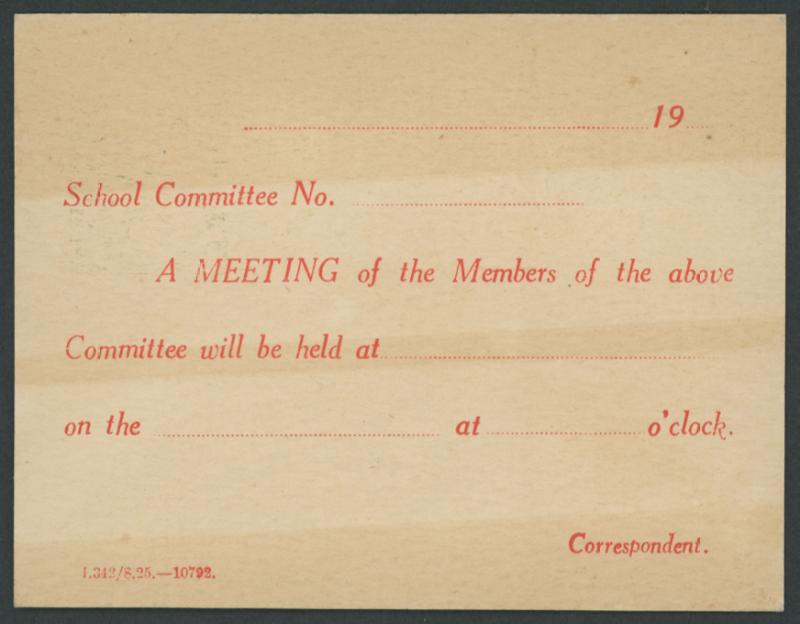 .......................................................19....
School Committee No. ................................
A MEETING of the Members of the above
Committee will be held at..............................................
on the ........................................ at ...................... o'clock.
Correspondent.
1.342/8.25.—10792.